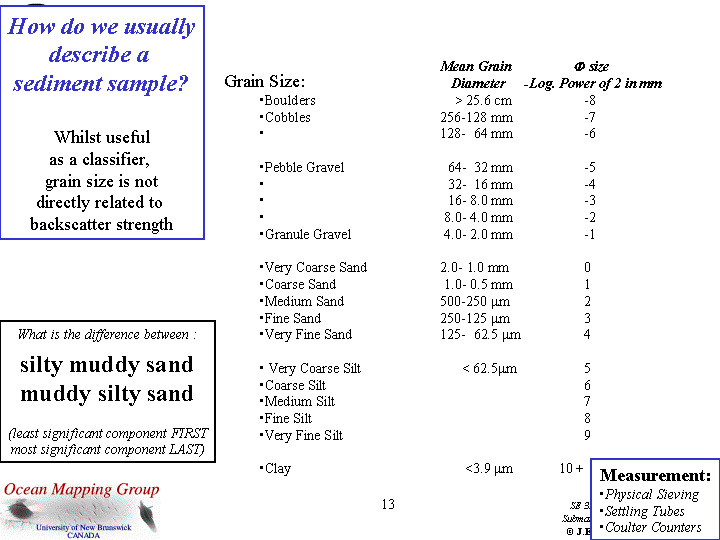 How do we usually
describe a
sediment sample?
Whilst useful
as a classifier,
grain size is not
directly related to
backscatter strength
What is the difference between :
silty muddy sand
muddy silty sand
(least significant component FIRST
most significant component LAST)
Ocean Mapping Group
University of New Brunswick
CANADA
Grain Size:
Mean Grain Φ size
Diameter -Log. Power of 2 in mm
•Boulders > 25.6 cm -8
•Cobbles 256-128 mm -7
• 128- 64 mm -6
•Pebble Gravel 64- 32 mm -5
• 32- 16 mm -4
• 16- 8.0 mm -3
• 8.0- 4.0 mm -2
•Granule Gravel 4.0- 2.0 mm -1
•Very Coarse Sand 2.0- 1.0 mm 0
•Coarse Sand 1.0- 0.5 mm 1
•Medium Sand 500-250 μm 2
•Fine Sand 250-125 μm 3
•Very Fine Sand 125- 62.5 μm 4
• Very Coarse Silt < 62.5μm 5
•Coarse Silt 6
•Medium Silt 7
•Fine Silt 8
•Very Fine Silt 9
•Clay <3.9 μm 10 +
13
Measurement:
•Physical Sieving
•Settling Tubes
•Coulter Counters